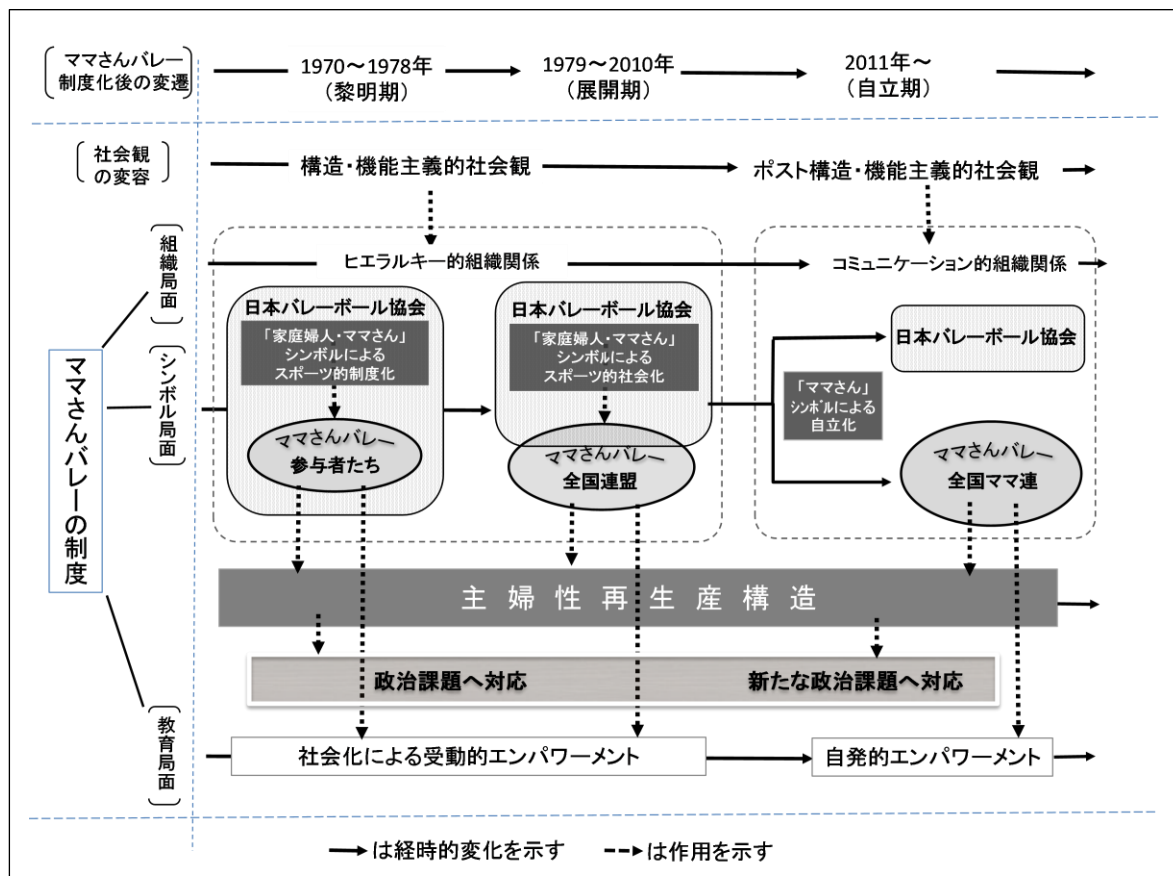 ママさんバレー
制度化後の変遷
1970～1978年
（黎明期）
1979～2010年
（展開期）
2011年～
（自立期）
社会観
の変容
構造・機能主義的社会観
ポスト構造・機能主義的社会観
組織局面
ヒエラルキー的組織関係
コミュニケーション的組織関係
ママさんバレーの制度
シンボル局面
日本バレーボール協会
「家庭婦人・ママさん」
シンボルによる
スポーツ的制度化
ママさんバレー
参与者たち
日本バレーボール協会
「家庭婦人・ママさん」
シンボルによる
スポーツ的社会化
ママさんバレー
全国連盟
日本バレーボール協会
「ママさん」
ｼﾝﾎﾞﾙによる
自立化
ママさんバレー
全国ママ連
主婦性再生産構造
政治課題へ対応
新たな政治課題へ対応
教育局面
社会化による受動的エンパワーメント
自発的エンパワーメント
は経時的変化を示す
は作用を示す